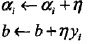 αᵢ ← αᵢ + η
b ← b + ηyᵢ